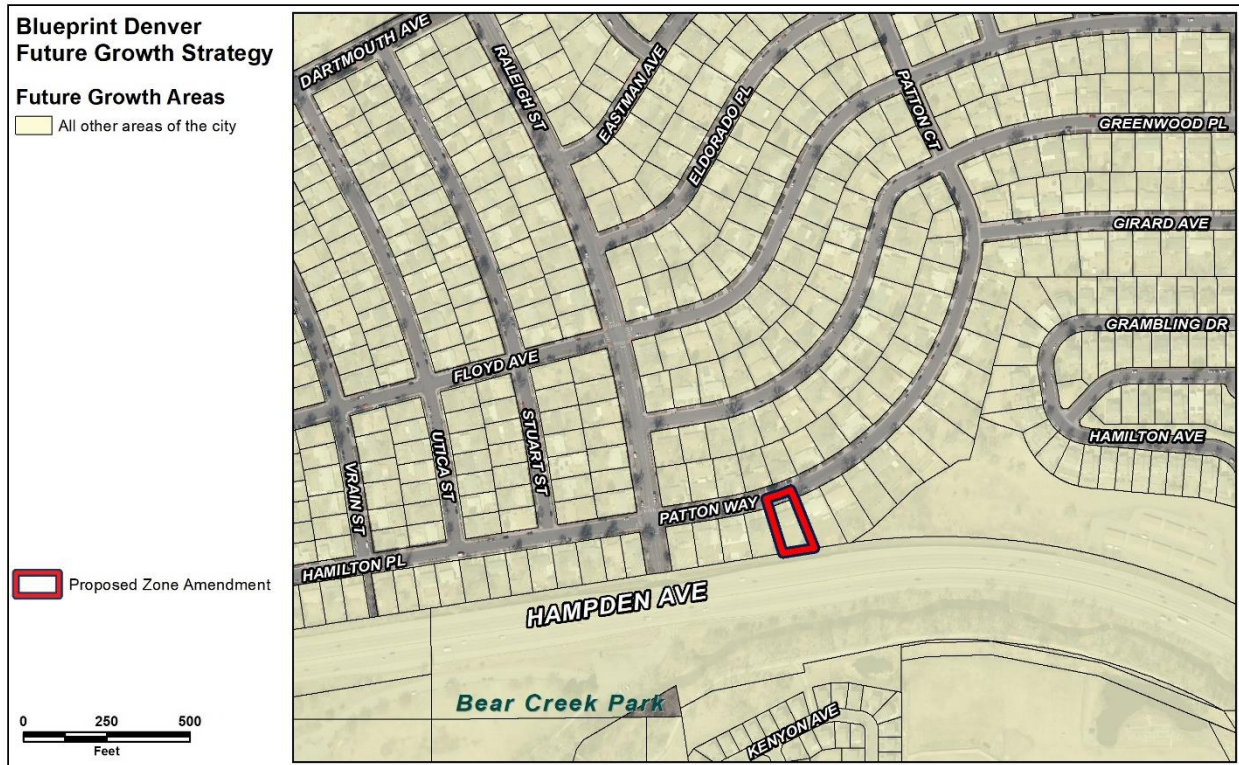 Blueprint Denver
Future Growth Strategy
Future Growth Areas
All other areas of the city
Proposed Zone Amendment
0 250 500
Feet
DARTMOUTH AVE
RALEIGH ST
EASTMAN AVE
ELDORADO PL
PATTON CT
GREENWOOD PL
GIRARD AVE
GRAMBLING DR
HAMILTON AVE
FLOYD AVE
STUART ST
UTICA ST
VRAIN ST
PATTON WAY
HAMILTON PL
HAMPDEN AVE
Bear Creek Park
KENYON AVE